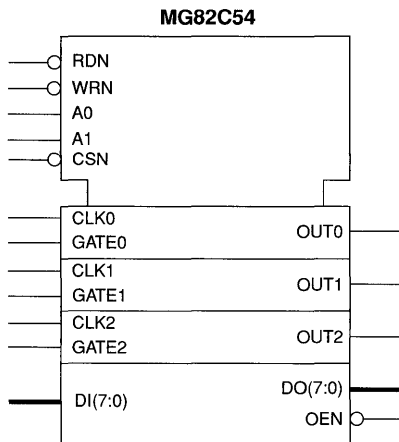 MG82C54
RDN
WRN
A0
A1
CSN
CLK0
GATE0
OUT0
CLK1
GATE1
OUT1
CLK2
GATE2
OUT2
DI(7:0)
DO(7:0)
OEN